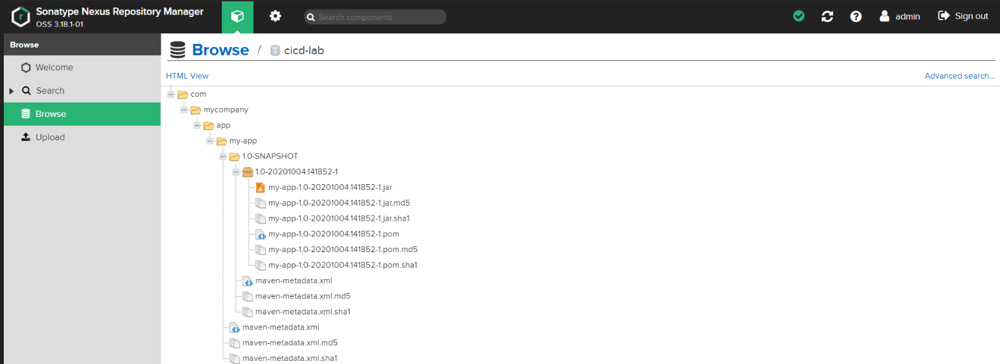 Sonatype Nexus Repository Manager
OSS 3.18.1-01
Search components
admin
Sign out
Browse
Welcome
Search
Browse
Upload
Browse / cicd-lab
HTML View
Advanced search...
com
mycompany
app
my-app
1.0-SNAPSHOT
1.0-20201004.141852-1
my-app-1.0-20201004.141852-1.jar
my-app-1.0-20201004.141852-1.jar.md5
my-app-1.0-20201004.141852-1.jar.sha1
my-app-1.0-20201004.141852-1.pom
my-app-1.0-20201004.141852-1.pom.md5
my-app-1.0-20201004.141852-1.pom.sha1
maven-metadata.xml
maven-metadata.xml.md5
maven-metadata.xml.sha1
maven-metadata.xml
maven-metadata.xml.md5
maven-metadata.xml.sha1